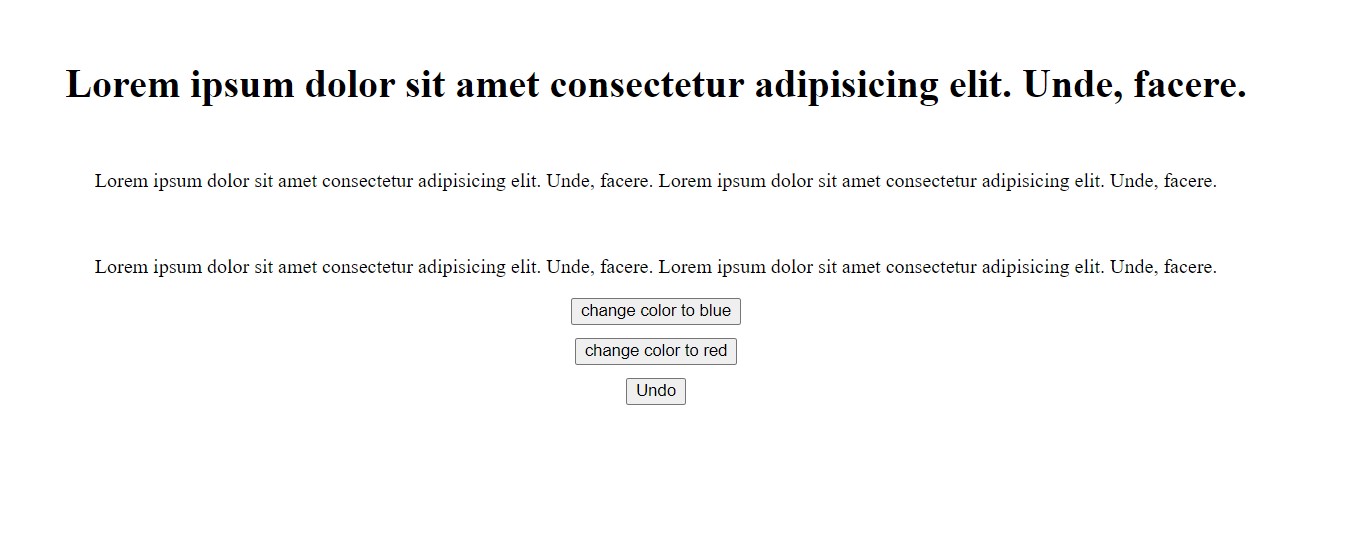 Lorem ipsum dolor sit amet consectetur adipisicing elit. Unde, facere.
Lorem ipsum dolor sit amet consectetur adipisicing elit. Unde, facere. Lorem ipsum dolor sit amet consectetur adipisicing elit. Unde, facere.
Lorem ipsum dolor sit amet consectetur adipisicing elit. Unde, facere. Lorem ipsum dolor sit amet consectetur adipisicing elit. Unde, facere.
change color to blue
change color to red
Undo